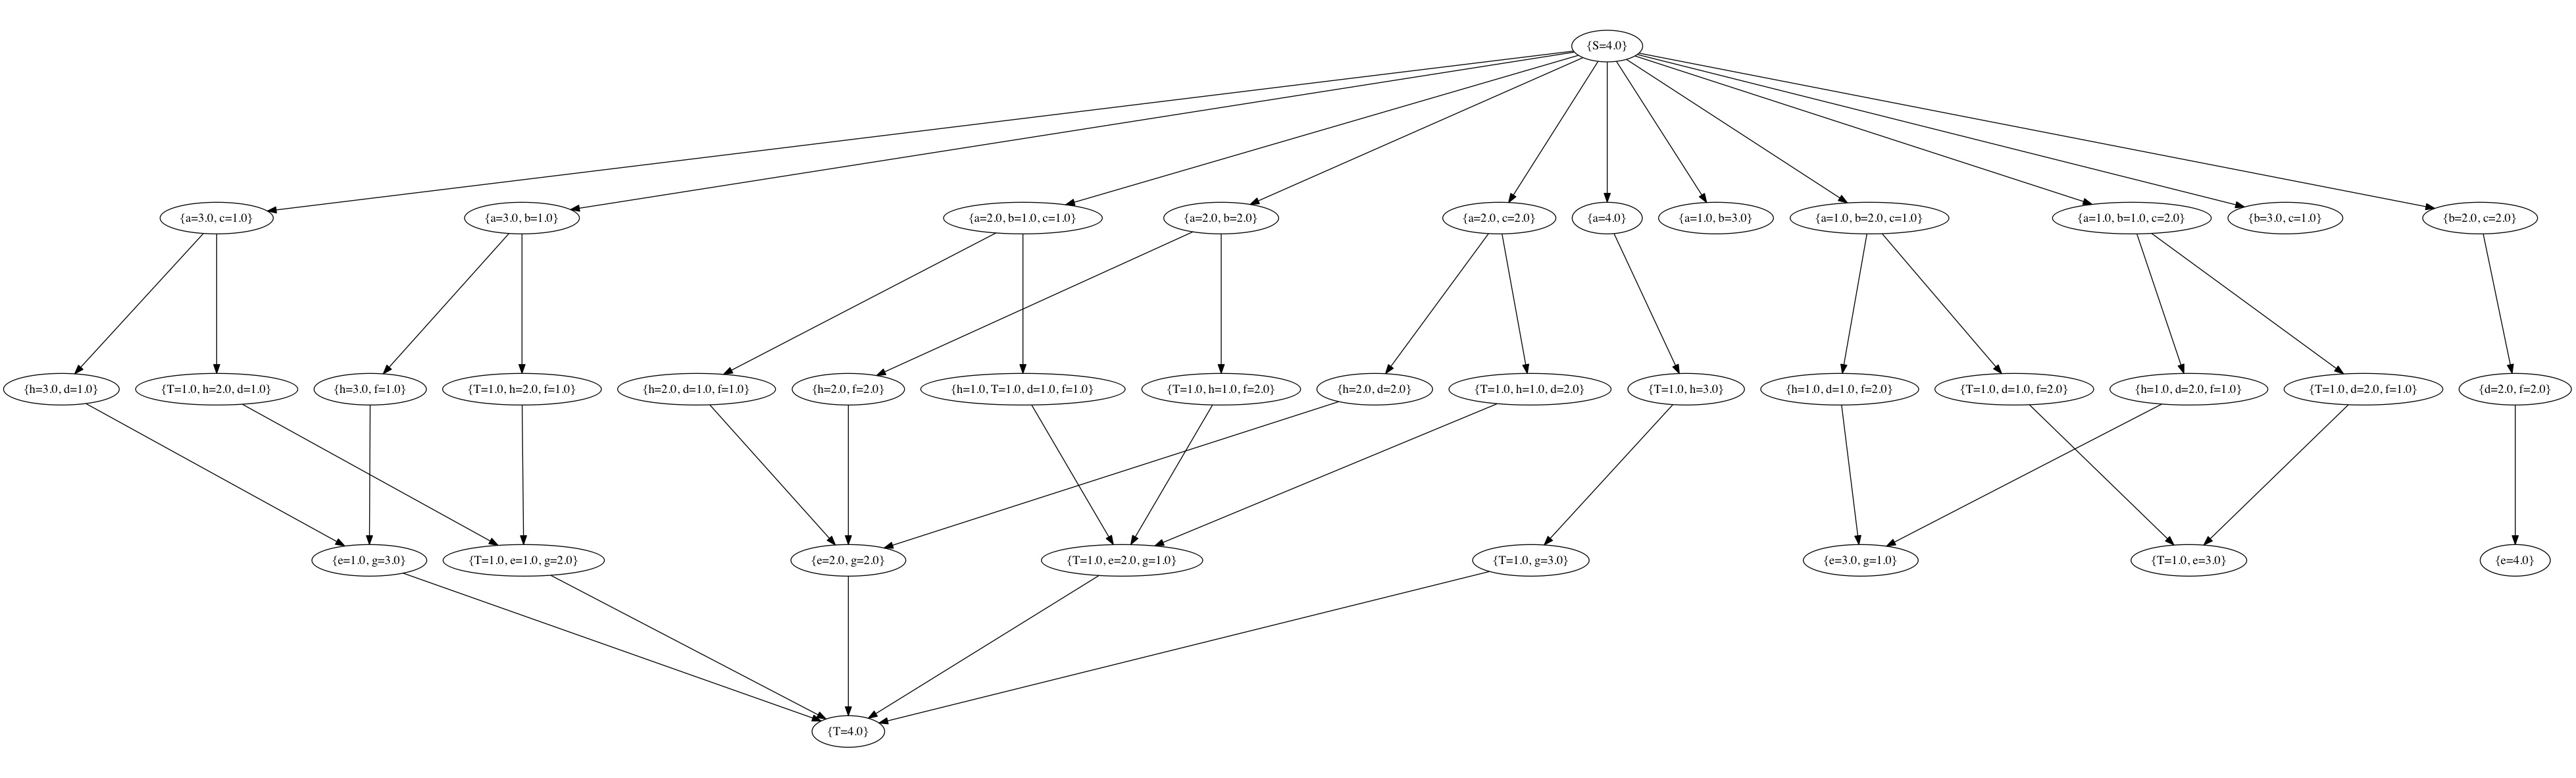 {S=4.0}
{a=3.0, c=1.0}
{a=3.0, b=1.0}
{a=2.0, b=1.0, c=1.0}
{a=2.0, b=2.0}
{a=2.0, c=2.0}
{a=4.0}
{a=1.0, b=3.0}
{a=1.0, b=2.0, c=1.0}
{a=1.0, b=1.0, c=2.0}
{b=3.0, c=1.0}
{b=2.0, c=2.0}
{h=3.0, d=1.0}
{T=1.0, h=2.0, d=1.0}
{h=3.0, f=1.0}
{T=1.0, h=2.0, f=1.0}
{h=2.0, d=1.0, f=1.0}
{h=2.0, f=2.0}
{h=1.0, T=1.0, d=1.0, f=1.0}
{T=1.0, h=1.0, f=2.0}
{h=2.0, d=2.0}
{T=1.0, h=1.0, d=2.0}
{T=1.0, h=3.0}
{h=1.0, d=1.0, f=2.0}
{T=1.0, d=1.0, f=2.0}
{h=1.0, d=2.0, f=1.0}
{T=1.0, d=2.0, f=1.0}
{d=2.0, f=2.0}
{e=1.0, g=3.0}
{T=1.0, e=1.0, g=2.0}
{e=2.0, g=2.0}
{T=1.0, e=2.0, g=1.0}
{T=1.0, g=3.0}
{e=3.0, g=1.0}
{T=1.0, e=3.0}
{e=4.0}
{T=4.0}